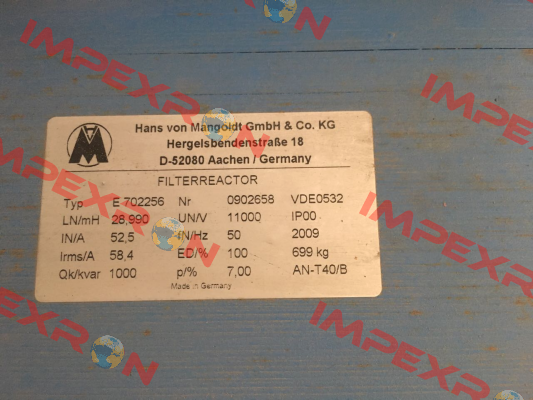 Hans von Mangoldt GmbH & Co. KG
Hergelsbendenstraße 18
D-52080 Aachen / Germany
FILTERREACTOR
Typ E 702256 Nr 0902658 VDE0532
LN/mH 28,990 UN/V 11000 IP00
IN/A 52,5 fN/Hz 50 2009
Irms/A 58,4 ED/% 100 699 kg
Qk/kvar 1000 p/% 7,00 AN-T40/B
Made in Germany
IMPEXRON
IMPEXRON
IMPEXRON
IMPEXRON